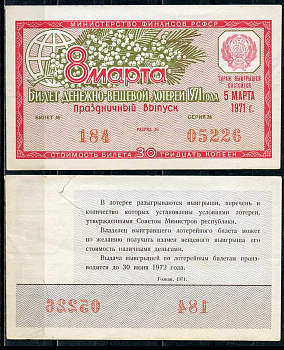 МИНИСТЕРСТВО ФИНАНСОВ РСФСР
8 марта
БИЛЕТ ДЕНЕЖНО-ВЕЩЕВОЙ ЛОТЕРЕИ 1971 года
Праздничный выпуск
ТИРАЖ ВЫИГРЫШЕЙ
СОСТОИТСЯ
5 МАРТА
1971 г.
БИЛЕТ № РАЗРЯД № СЕРИЯ №
184 05226
СТОИМОСТЬ БИЛЕТА 30 ТРИДЦАТЬ КОПЕЕК
В лотерее разыгрываются выигрыши, перечень и
количество которых установлены условиями лотереи,
утвержденными Советом Министров республики.
Владелец выигравшего лотерейного билета может
по желанию получить взамен вещевого выигрыша его
стоимость наличными деньгами.
Выдача выигрышей по лотерейным билетам произ-
водится до 30 июня 1972 года.
Гознак. 1971.
05226 184